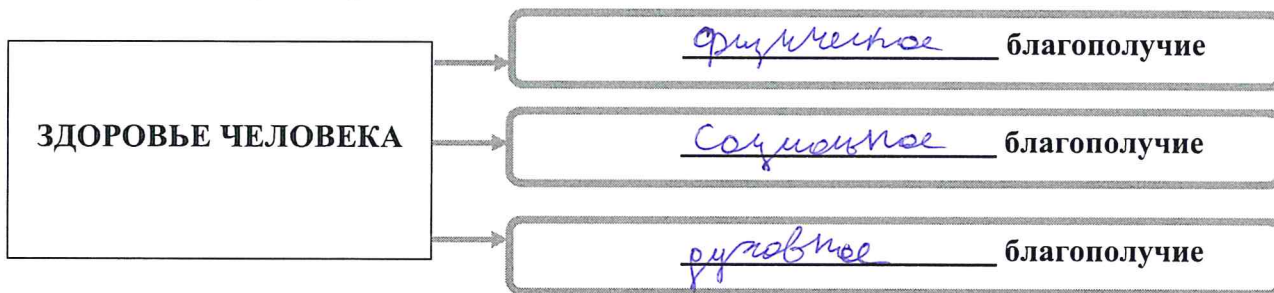 физическое благополучие
ЗДОРОВЬЕ ЧЕЛОВЕКА
Социальное благополучие
духовное благополучие